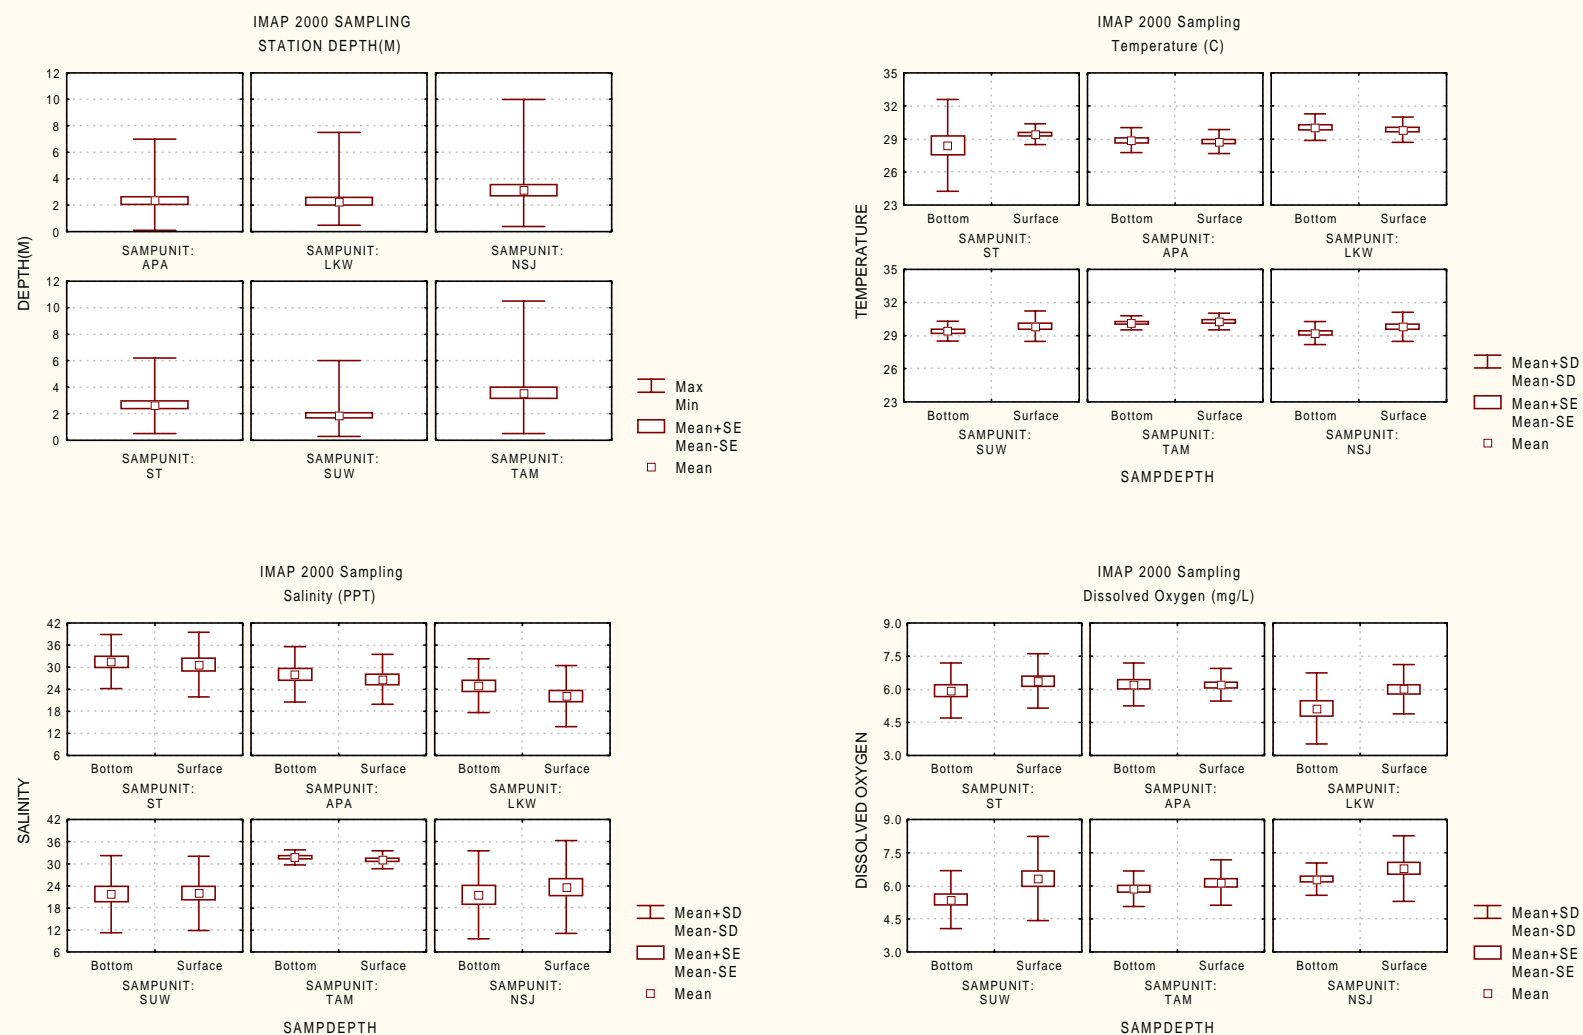 IMAP 2000 SAMPLING
STATION DEPTH(M)
DEPTH(M)
12
10
8
6
4
2
0
SAMPUNIT:
APA
SAMPUNIT:
LKW
SAMPUNIT:
NSJ
12
10
8
6
4
2
0
SAMPUNIT:
ST
SAMPUNIT:
SUW
SAMPUNIT:
TAM
Max
Min
Mean+SE
Mean-SE
Mean
IMAP 2000 Sampling
Temperature (C)
TEMPERATURE
35
32
29
26
23
Bottom Surface
SAMPUNIT:
ST
Bottom Surface
SAMPUNIT:
APA
Bottom Surface
SAMPUNIT:
LKW
35
32
29
26
23
Bottom Surface
SAMPUNIT:
SUW
Bottom Surface
SAMPUNIT:
TAM
Bottom Surface
SAMPUNIT:
NSJ
SAMPDEPTH
Mean+SD
Mean-SD
Mean+SE
Mean-SE
Mean
IMAP 2000 Sampling
Salinity (PPT)
SALINITY
42
36
30
24
18
12
6
Bottom Surface
SAMPUNIT:
ST
Bottom Surface
SAMPUNIT:
APA
Bottom Surface
SAMPUNIT:
LKW
42
36
30
24
18
12
6
Bottom Surface
SAMPUNIT:
SUW
Bottom Surface
SAMPUNIT:
TAM
Bottom Surface
SAMPUNIT:
NSJ
SAMPDEPTH
Mean+SD
Mean-SD
Mean+SE
Mean-SE
Mean
IMAP 2000 Sampling
Dissolved Oxygen (mg/L)
DISSOLVED OXYGEN
9.0
7.5
6.0
4.5
3.0
Bottom Surface
SAMPUNIT:
ST
Bottom Surface
SAMPUNIT:
APA
Bottom Surface
SAMPUNIT:
LKW
9.0
7.5
6.0
4.5
3.0
Bottom Surface
SAMPUNIT:
SUW
Bottom Surface
SAMPUNIT:
TAM
Bottom Surface
SAMPUNIT:
NSJ
SAMPDEPTH
Mean+SD
Mean-SD
Mean+SE
Mean-SE
Mean